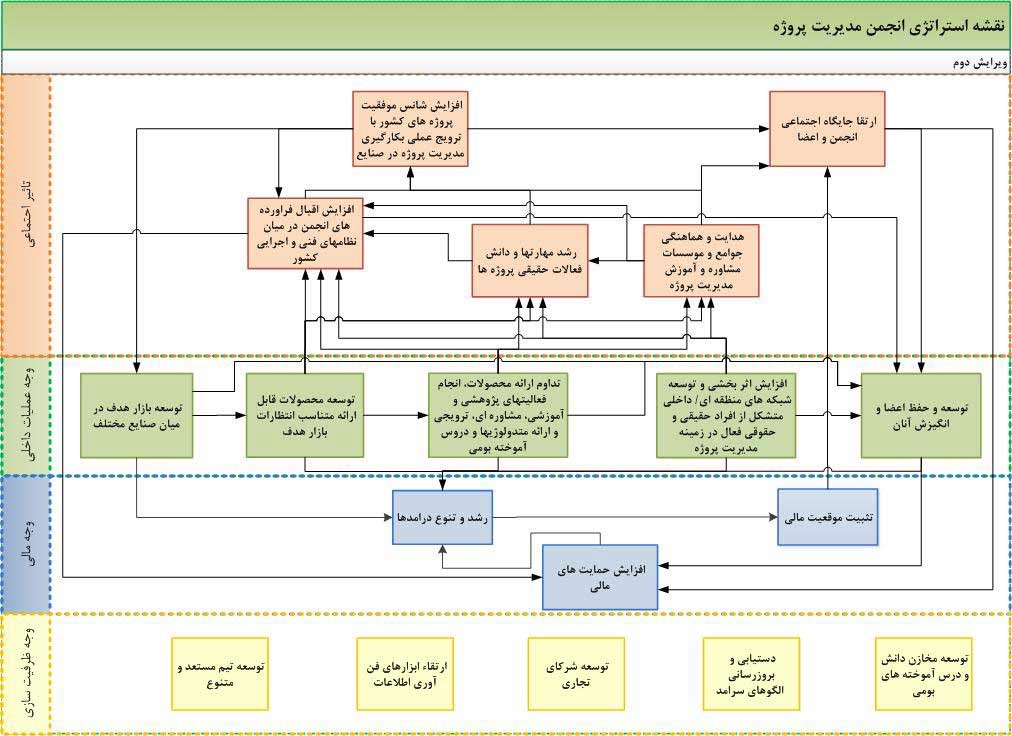 نقشه استراتژی انجمن مدیریت پروژه
ویرایش دوم
تاثیر اجتماعی
ارتقا جایگاه اجتماعی
انجمن و اعضا
افزایش شانس موفقیت
پروژه های کشور با
ترویج عملی بکارگیری
مدیریت پروژه در صنایع
هدایت و هماهنگی
جوامع و موسسات
مشاوره و آموزش
مدیریت پروژه
رشد مهارتها و دانش
فعالات حقیقی پروژه ها
افزایش اقبال فراورده
های انجمن در میان
نظامهای فنی و اجرایی
کشور
وجه عملیات داخلی
توسعه و حفظ اعضا و
انگیزش آنان
افزایش اثر بخشی و توسعه
شبکه های منطقه ای/ داخلی
متشکل از افراد حقیقی و
حقوقی فعال در زمینه
مدیریت پروژه
تداوم ارائه محصولات، انجام
فعالیتهای پژوهشی و
آموزشی، مشاوره ای، ترویجی
و ارائه متدولوژیها و دروس
آموخته بومی
توسعه محصولات قابل
ارائه متناسب انتظارات
بازار هدف
توسعه بازار هدف در
میان صنایع مختلف
وجه مالی
تثبیت موقعیت مالی
رشد و تنوع درامدها
افزایش حمایت های
مالی
وجه ظرفیت سازی
توسعه مخازن دانش
و درس آموخته های
بومی
دستیابی و
بروزرسانی
الگوهای سرامد
توسعه شرکای
تجاری
ارتقاء ابزارهای فن
آوری اطلاعات
توسعه تیم مستعد و
متنوع